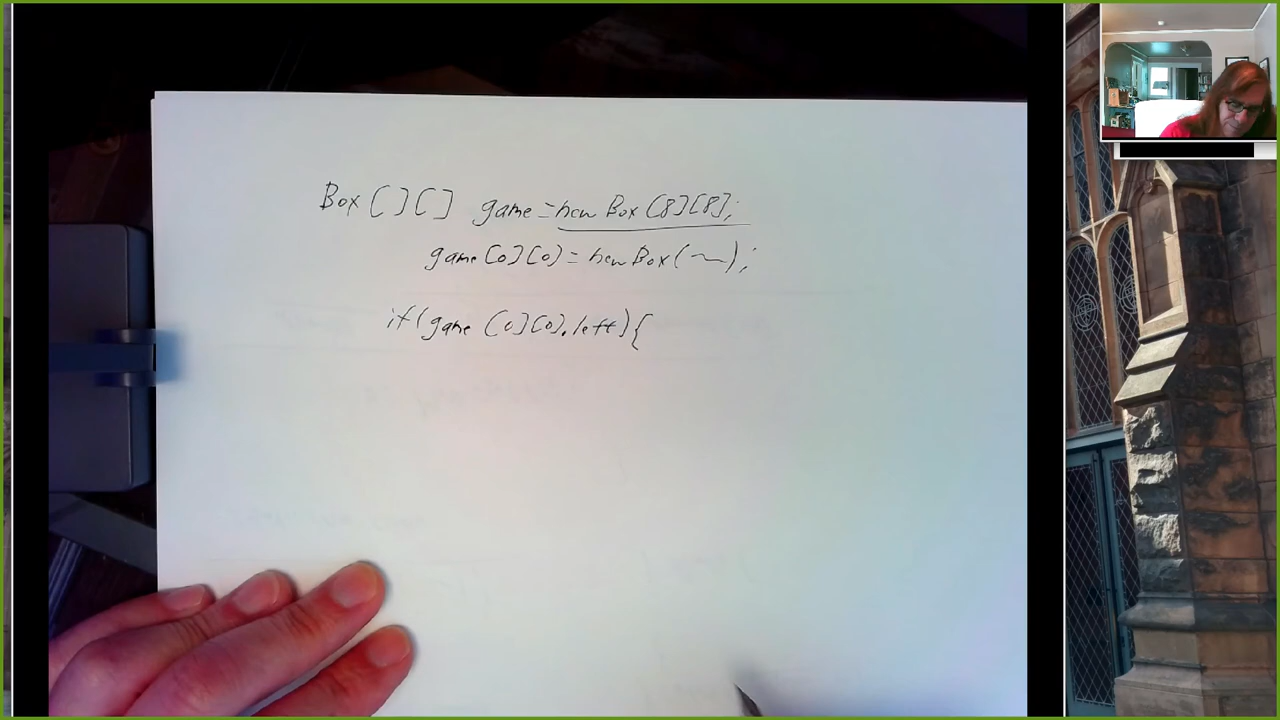 Box [][] game = new Box [8][8];
game [0][0] = new Box(~);
if(game [0][0].left){